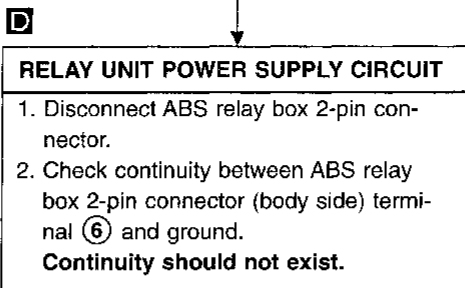 D
RELAY UNIT POWER SUPPLY CIRCUIT
1. Disconnect ABS relay box 2-pin con-
nector.
2. Check continuity between ABS relay
box 2-pin connector (body side) termi-
nal ⑥ and ground.
Continuity should not exist.